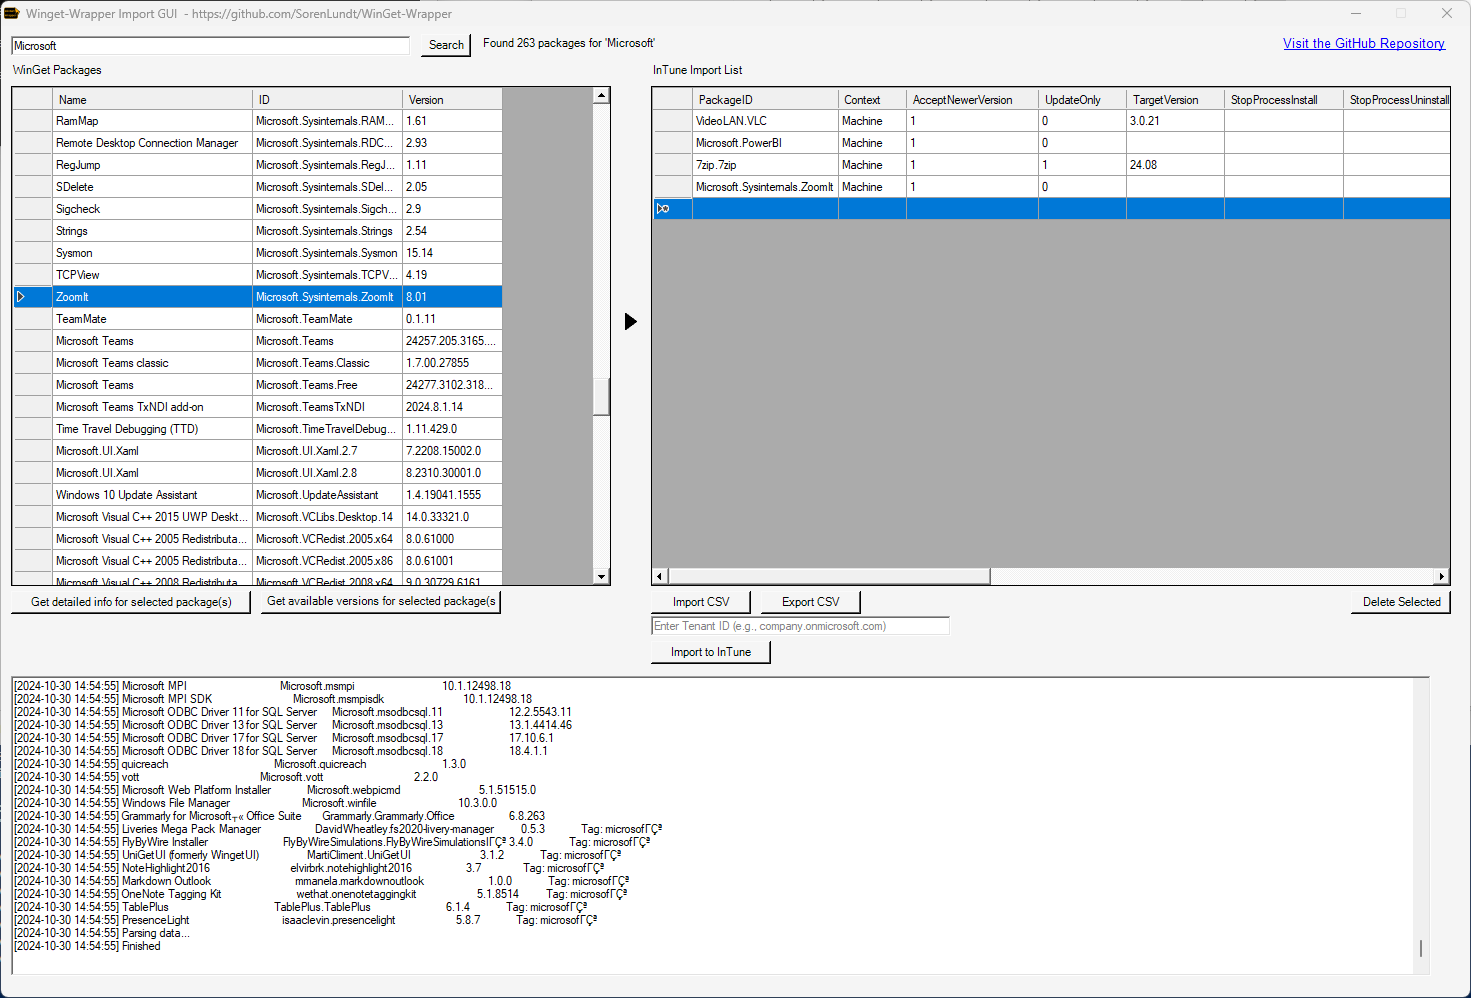 Winget-Wrapper Import GUI - https://github.com/SorenLundt/WinGet-Wrapper
Microsoft Search Found 263 packages for 'Microsoft' Visit the GitHub Repository
WinGet Packages InTune Import List
Name ID Version
RamMap Microsoft.Sysinternals.RAM... 1.61
Remote Desktop Connection Manager Microsoft.Sysinternals.RDC... 2.93
RegJump Microsoft.Sysinternals.RegJ... 1.11
SDelete Microsoft.Sysinternals.SDel... 2.05
Sigcheck Microsoft.Sysinternals.Sigch... 2.9
Strings Microsoft.Sysinternals.Strings 2.54
Sysmon Microsoft.Sysinternals.Sysmon 15.14
TCPView Microsoft.Sysinternals.TCPV... 4.19
ZoomIt Microsoft.Sysinternals.ZoomIt 8.01
TeamMate Microsoft.TeamMate 0.1.11
Microsoft Teams Microsoft.Teams 24257.205.3165....
Microsoft Teams classic Microsoft.Teams.Classic 1.7.00.27855
Microsoft Teams Microsoft.Teams.Free 24277.3102.318...
Microsoft Teams TxNDI add-on Microsoft.TeamsTxNDI 2024.8.1.14
Time Travel Debugging (TTD) Microsoft.TimeTravelDebug... 1.11.429.0
Microsoft.UI.Xaml Microsoft.UI.Xaml.2.7 7.2208.15002.0
Microsoft.UI.Xaml Microsoft.UI.Xaml.2.8 8.2310.30001.0
Windows 10 Update Assistant Microsoft.UpdateAssistant 1.4.19041.1555
Microsoft Visual C++ 2015 UWP Deskt... Microsoft.VCLibs.Desktop.14 14.0.33321.0
Microsoft Visual C++ 2005 Redistributa... Microsoft.VCRedist.2005.x64 8.0.61000
Microsoft Visual C++ 2005 Redistributa... Microsoft.VCRedist.2005.x86 8.0.61001
Microsoft Visual C++ 2008 Redistributa... Microsoft.VCRedist.2008.x64 9.0.30729.6161
PackageID Context AcceptNewerVersion UpdateOnly TargetVersion StopProcessInstall StopProcessUninstall
VideoLAN.VLC Machine 1 0 3.0.21
Microsoft.PowerBI Machine 1 0
7zip.7zip Machine 1 1 24.08
Microsoft.Sysinternals.ZoomIt Machine 1 0
Get detailed info for selected package(s) Get available versions for selected package(s
Import CSV Export CSV Delete Selected
Enter Tenant ID (e.g., company.onmicrosoft.com)
Import to InTune
[2024-10-30 14:54:55] Microsoft MPI Microsoft.msmpi 10.1.12498.18
[2024-10-30 14:54:55] Microsoft MPI SDK Microsoft.msmpisdk 10.1.12498.18
[2024-10-30 14:54:55] Microsoft ODBC Driver 11 for SQL Server Microsoft.msodbcsql.11 12.2.5543.11
[2024-10-30 14:54:55] Microsoft ODBC Driver 13 for SQL Server Microsoft.msodbcsql.13 13.1.4414.46
[2024-10-30 14:54:55] Microsoft ODBC Driver 17 for SQL Server Microsoft.msodbcsql.17 17.10.6.1
[2024-10-30 14:54:55] Microsoft ODBC Driver 18 for SQL Server Microsoft.msodbcsql.18 18.4.1.1
[2024-10-30 14:54:55] quicreach Microsoft.quicreach 1.3.0
[2024-10-30 14:54:55] vott Microsoft.vott 2.2.0
[2024-10-30 14:54:55] Microsoft Web Platform Installer Microsoft.webpicmd 5.1.51515.0
[2024-10-30 14:54:55] Windows File Manager Microsoft.winfile 10.3.0.0
[2024-10-30 14:54:55] Grammarly for Microsoft┬« Office Suite Grammarly.Grammarly.Office 6.8.263
[2024-10-30 14:54:55] Liveries Mega Pack Manager DavidWheatley.fs2020-livery-manager 0.5.3 Tag: microsofΓÇª
[2024-10-30 14:54:55] FlyByWire Installer FlyByWireSimulations.FlyByWireSimulationsIΓÇª 3.4.0 Tag: microsofΓÇª
[2024-10-30 14:54:55] UniGetUI (formerly WingetUI) MartiCliment.UniGetUI 3.1.2 Tag: microsofΓÇª
[2024-10-30 14:54:55] NoteHighlight2016 elvirbrk.notehighlight2016 3.7 Tag: microsofΓÇª
[2024-10-30 14:54:55] Markdown Outlook mmanela.markdownoutlook 1.0.0 Tag: microsofΓÇª
[2024-10-30 14:54:55] OneNote Tagging Kit wethat.onenotetaggingkit 5.1.8514 Tag: microsofΓÇª
[2024-10-30 14:54:55] TablePlus TablePlus.TablePlus 6.1.4 Tag: microsofΓÇª
[2024-10-30 14:54:55] PresenceLight isaaclevin.presencelight 5.8.7 Tag: microsofΓÇª
[2024-10-30 14:54:55] Parsing data...
[2024-10-30 14:54:55] Finished